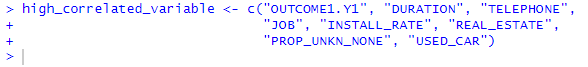 > high_correlated_variable <- c("OUTCOME1.Y1", "DURATION", "TELEPHONE",
+ "JOB", "INSTALL_RATE", "REAL_ESTATE",
+ "PROP_UNKN_NONE", "USED_CAR")
>